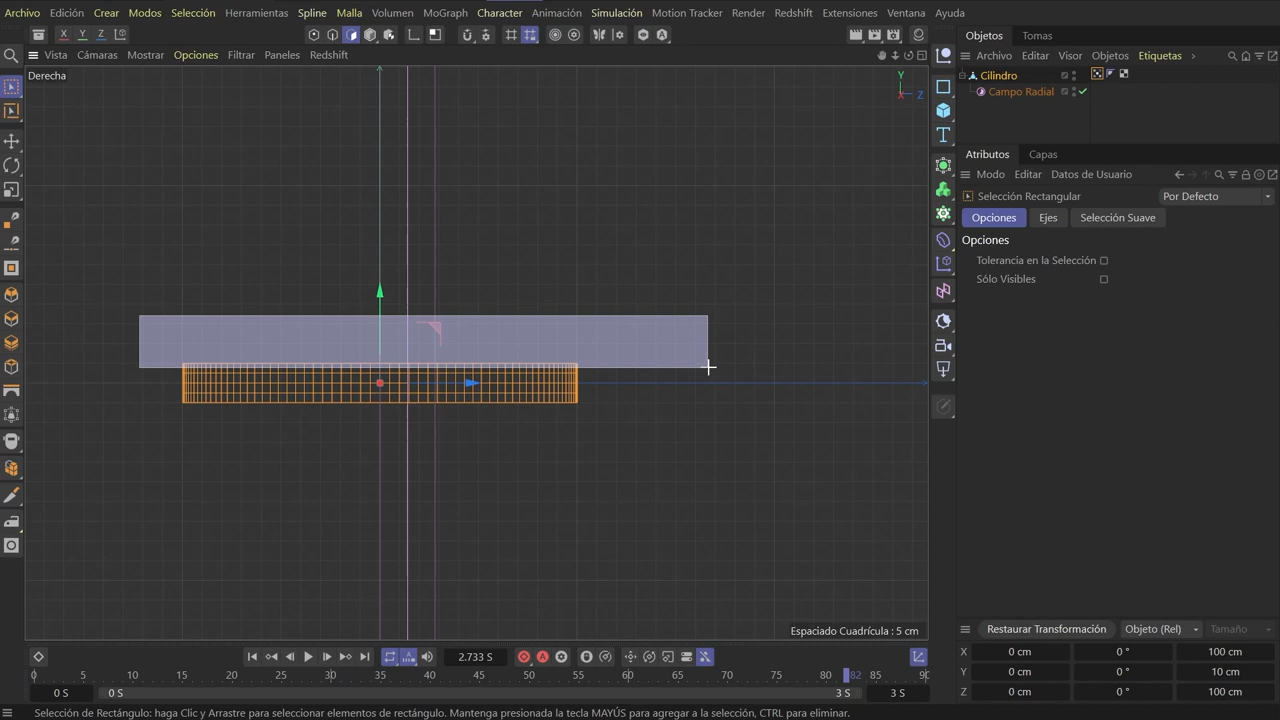 Archivo Edición Crear Modos Selección Herramientas Spline Malla Volumen MoGraph Character Animación Simulación Motion Tracker Render Redshift Extensiones Ventana Ayuda
X Y Z
Objetos Tomas
Vista Cámaras Mostrar Opciones Filtrar Paneles Redshift
Archivo Editar Visor Objetos Etiquetas
Derecha
Y
X Z
Cilindro
Campo Radial
Atributos Capas
Modo Editar Datos de Usuario
Selección Rectangular Por Defecto
Opciones Ejes Selección Suave
Opciones
Tolerancia en la Selección
Sólo Visibles
Espaciado Cuadrícula : 5 cm
Restaurar Transformación Objeto (Rel) Tamaño
2.733 S
X 0 cm 0 ° 100 cm
Y 0 cm 0 ° 10 cm
Z 0 cm 0 ° 100 cm
0 5 10 15 20 25 30 35 40 45 50 55 60 65 70 75 80 82 85 90
0 S 0 S 3 S 3 S
Selección de Rectángulo: haga Clic y Arrastre para seleccionar elementos de rectángulo. Mantenga presionada la tecla MAYÚS para agregar a la selección, CTRL para eliminar.